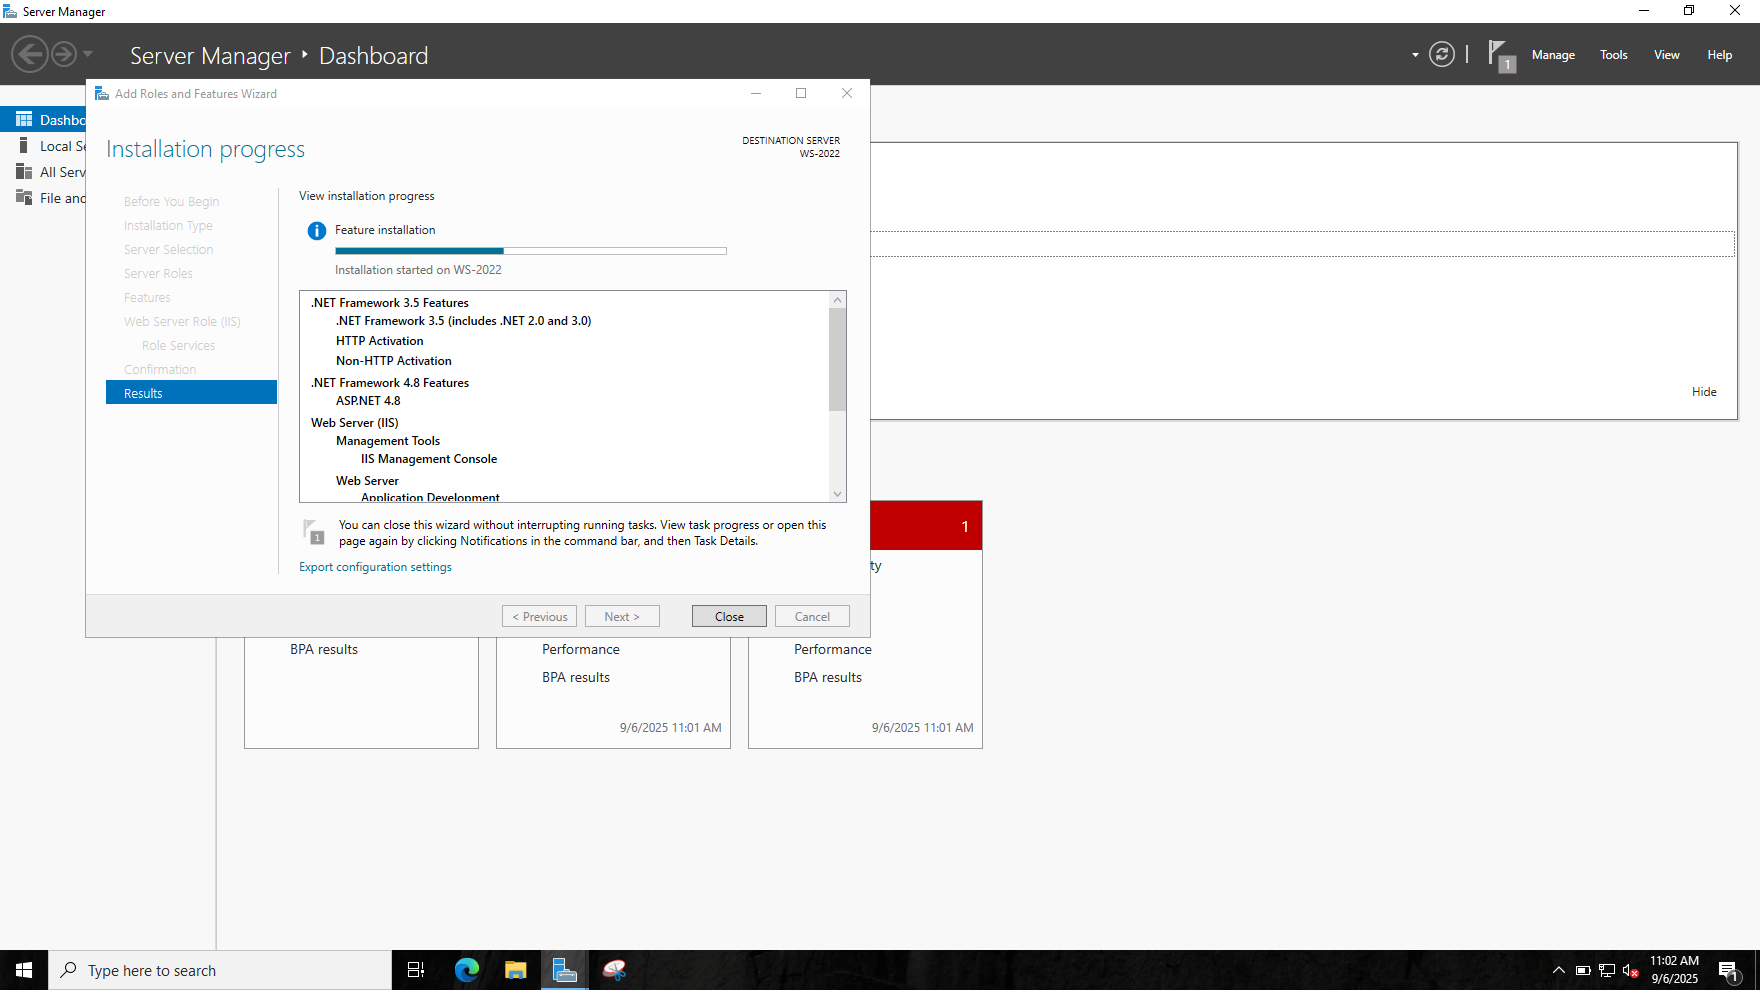 Server Manager
Server Manager ‣ Dashboard
1
Manage
Tools
View
Help
Add Roles and Features Wizard
Dashbo
Local Se
All Serv
File and
Installation progress
DESTINATION SERVER
WS-2022
Before You Begin
Installation Type
Server Selection
Server Roles
Features
Web Server Role (IIS)
Role Services
Confirmation
Results
View installation progress
Feature installation
Installation started on WS-2022
.NET Framework 3.5 Features
.NET Framework 3.5 (includes .NET 2.0 and 3.0)
HTTP Activation
Non-HTTP Activation
.NET Framework 4.8 Features
ASP.NET 4.8
Web Server (IIS)
Management Tools
IIS Management Console
Web Server
Application Development
1
You can close this wizard without interrupting running tasks. View task progress or open this
page again by clicking Notifications in the command bar, and then Task Details.
Export configuration settings
< Previous
Next >
Close
Cancel
Hide
1
ty
BPA results
Performance
BPA results
9/6/2025 11:01 AM
Performance
BPA results
9/6/2025 11:01 AM
Type here to search
11:02 AM
9/6/2025
1